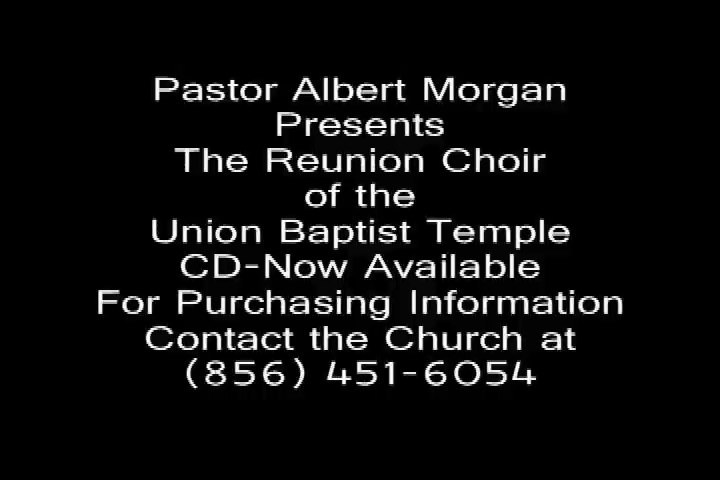 Pastor Albert Morgan
Presents
The Reunion Choir
of the
Union Baptist Temple
CD-Now Available
For Purchasing Information
Contact the Church at
(856) 451-6054